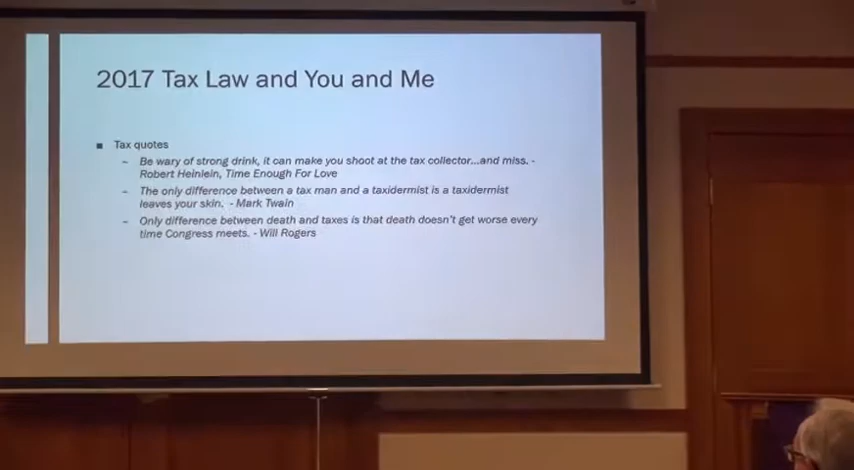 2017 Tax Law and You and Me
■ Tax quotes
– Be wary of strong drink, it can make you shoot at the tax collector...and miss. -
Robert Heinlein, Time Enough For Love
– The only difference between a tax man and a taxidermist is a taxidermist
leaves your skin. - Mark Twain
– Only difference between death and taxes is that death doesn't get worse every
time Congress meets. - Will Rogers